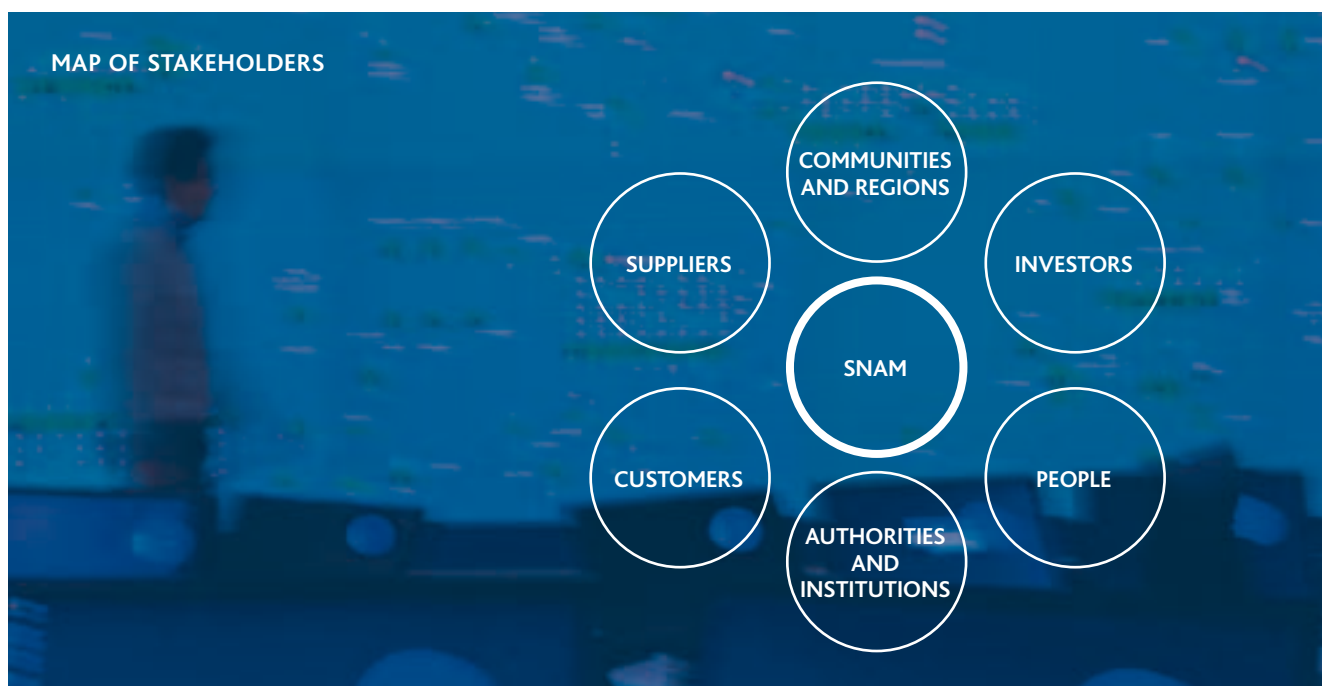 MAP OF STAKEHOLDERS
COMMUNITIES
AND REGIONS
SUPPLIERS
INVESTORS
SNAM
CUSTOMERS
PEOPLE
AUTHORITIES
AND
INSTITUTIONS